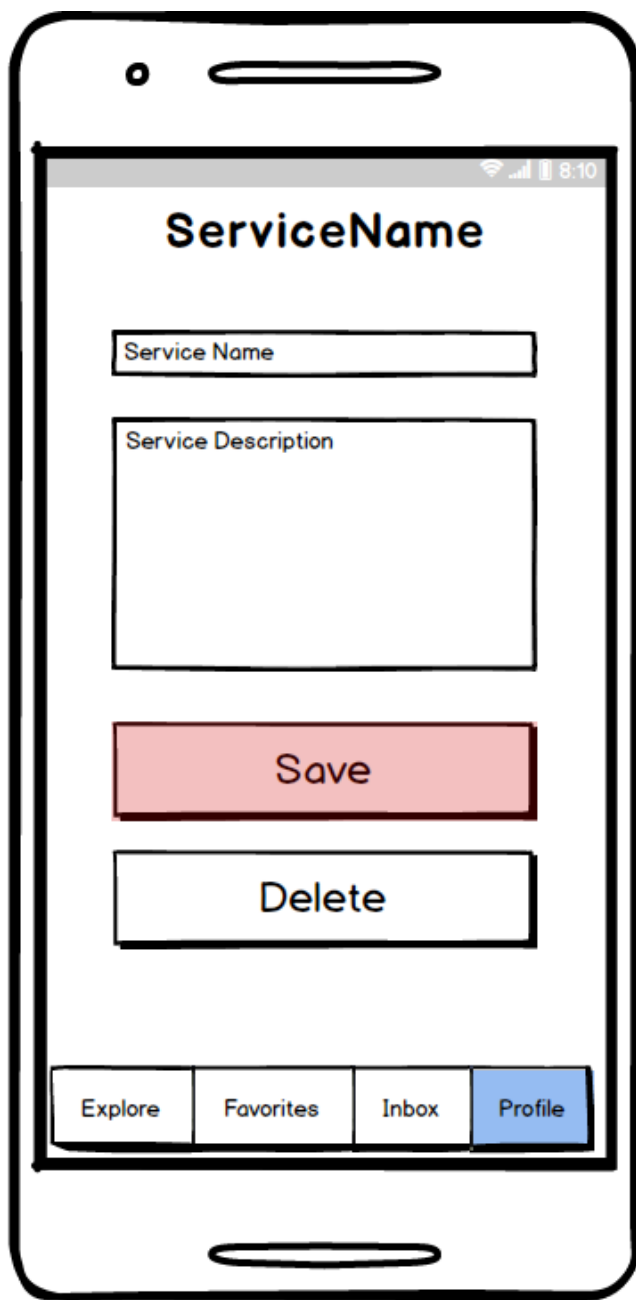 8:10
ServiceName
Service Name
Service Description
Save
Delete
Explore Favorites Inbox Profile